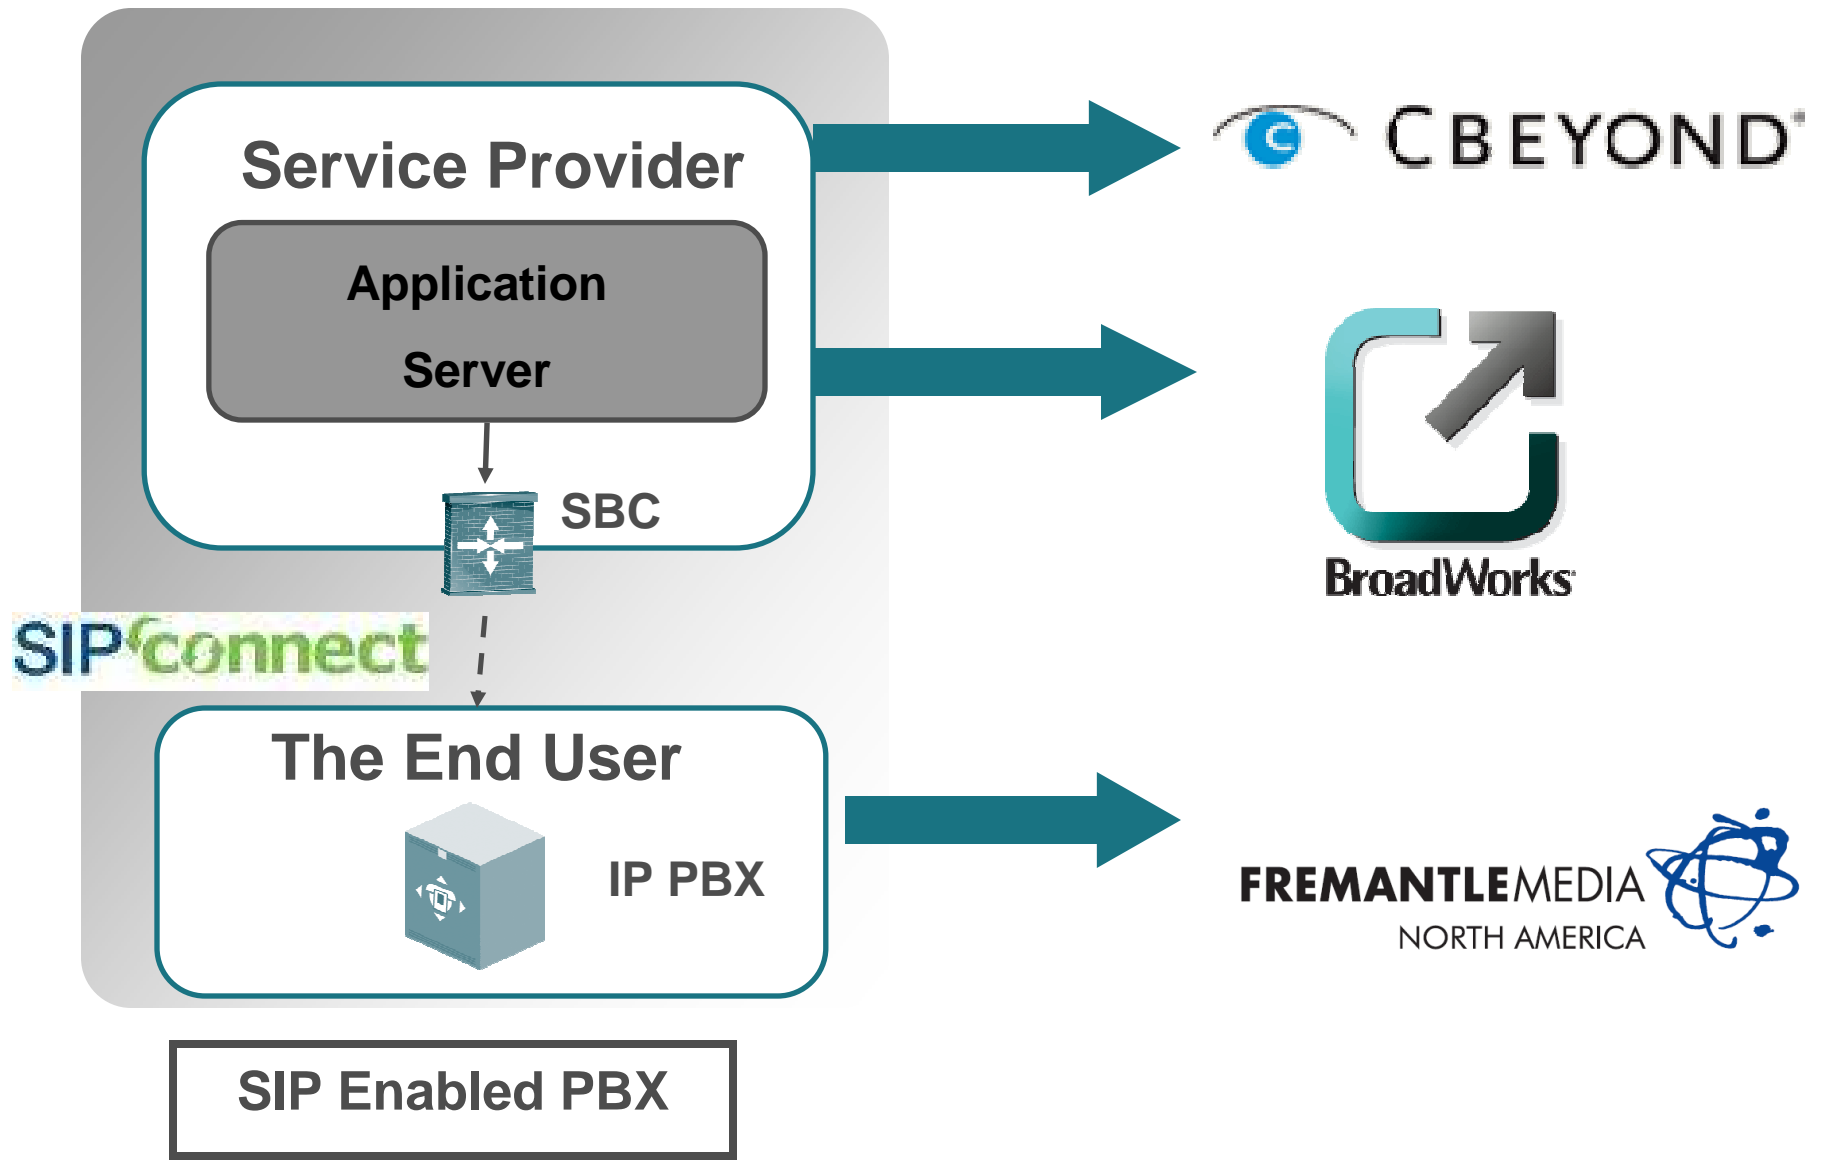 Service Provider
Application
Server
SBC
SIPconnect
The End User
IP PBX
SIP Enabled PBX
CBEYOND
BroadWorks
FREMANTLEMEDIA
NORTH AMERICA